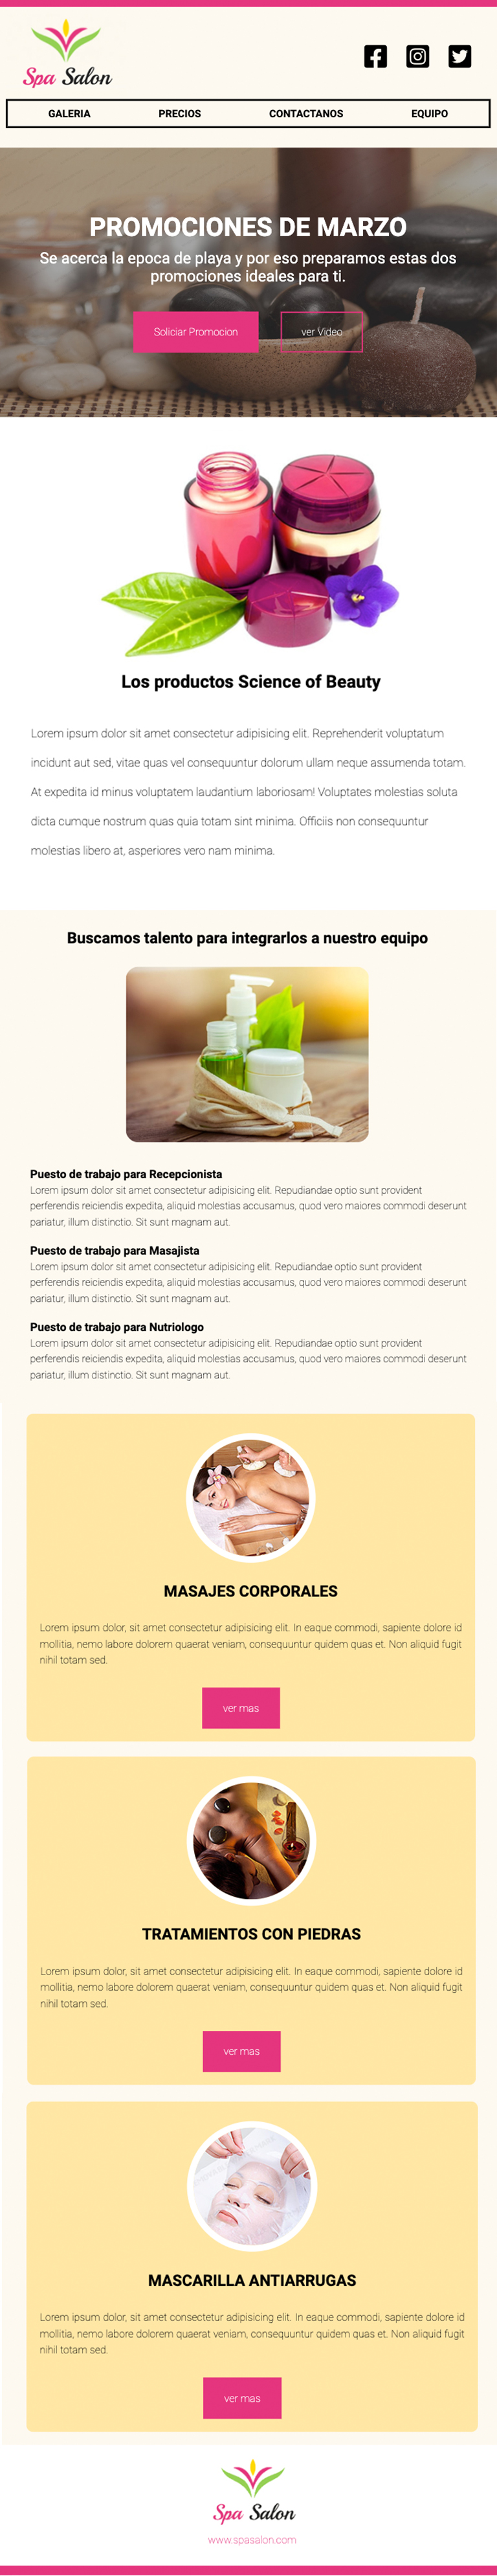 Spa Salon
GALERIA PRECIOS CONTACTANOS EQUIPO
PROMOCIONES DE MARZO
Se acerca la epoca de playa y por eso preparamos estas dos
promociones ideales para ti.
Soliciar Promocion ver Video
Los productos Science of Beauty
Lorem ipsum dolor sit amet consectetur adipisicing elit. Reprehenderit voluptatum
incidunt aut sed, vitae quas vel consequuntur dolorum ullam neque assumenda totam.
At expedita id minus voluptatem laudantium laboriosam! Voluptates molestias soluta
dicta cumque nostrum quas quia totam sint minima. Officiis non consequuntur
molestias libero at, asperiores vero nam minima.
Buscamos talento para integrarlos a nuestro equipo
Puesto de trabajo para Recepcionista
Lorem ipsum dolor sit amet consectetur adipisicing elit. Repudiandae optio sunt provident
perferendis reiciendis expedita, aliquid molestias accusamus, quod vero maiores commodi deserunt
pariatur, illum distinctio. Sit sunt magnam aut.
Puesto de trabajo para Masajista
Lorem ipsum dolor sit amet consectetur adipisicing elit. Repudiandae optio sunt provident
perferendis reiciendis expedita, aliquid molestias accusamus, quod vero maiores commodi deserunt
pariatur, illum distinctio. Sit sunt magnam aut.
Puesto de trabajo para Nutriologo
Lorem ipsum dolor sit amet consectetur adipisicing elit. Repudiandae optio sunt provident
perferendis reiciendis expedita, aliquid molestias accusamus, quod vero maiores commodi deserunt
pariatur, illum distinctio. Sit sunt magnam aut.
MASAJES CORPORALES
Lorem ipsum dolor, sit amet consectetur adipisicing elit. In eaque commodi, sapiente dolore id
mollitia, nemo labore dolorem quaerat veniam, consequuntur quidem quas et. Non aliquid fugit
nihil totam sed.
ver mas
TRATAMIENTOS CON PIEDRAS
Lorem ipsum dolor, sit amet consectetur adipisicing elit. In eaque commodi, sapiente dolore id
mollitia, nemo labore dolorem quaerat veniam, consequuntur quidem quas et. Non aliquid fugit
nihil totam sed.
ver mas
MASCARILLA ANTIARRUGAS
Lorem ipsum dolor, sit amet consectetur adipisicing elit. In eaque commodi, sapiente dolore id
mollitia, nemo labore dolorem quaerat veniam, consequuntur quidem quas et. Non aliquid fugit
nihil totam sed.
ver mas
Spa Salon
www.spasalon.com